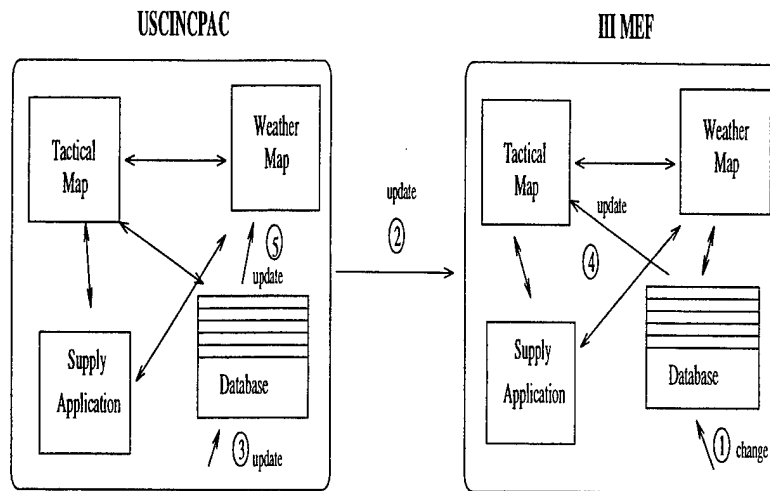 USCINCPAC
III MEF
Tactical
Map
Weather
Map
⑤
update
Supply
Application
Database
③ update
update
②
Tactical
Map
Weather
Map
update
④
Supply
Application
Database
① change